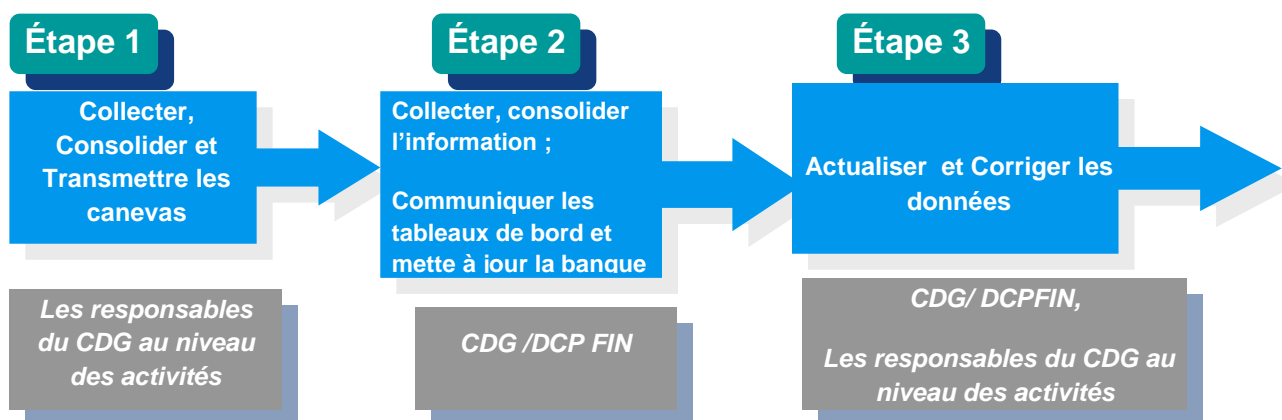 Étape 1
Étape 2
Étape 3
Collecter,
Consolider et
Transmettre les
canevas
Collecter, consolider
l’information ;
Communiquer les
tableaux de bord et
mette à jour la banque
Actualiser et Corriger les
données
Les responsables
du CDG au niveau
des activités
CDG /DCP FIN
CDG/ DCPFIN,
Les responsables du CDG au
niveau des activités